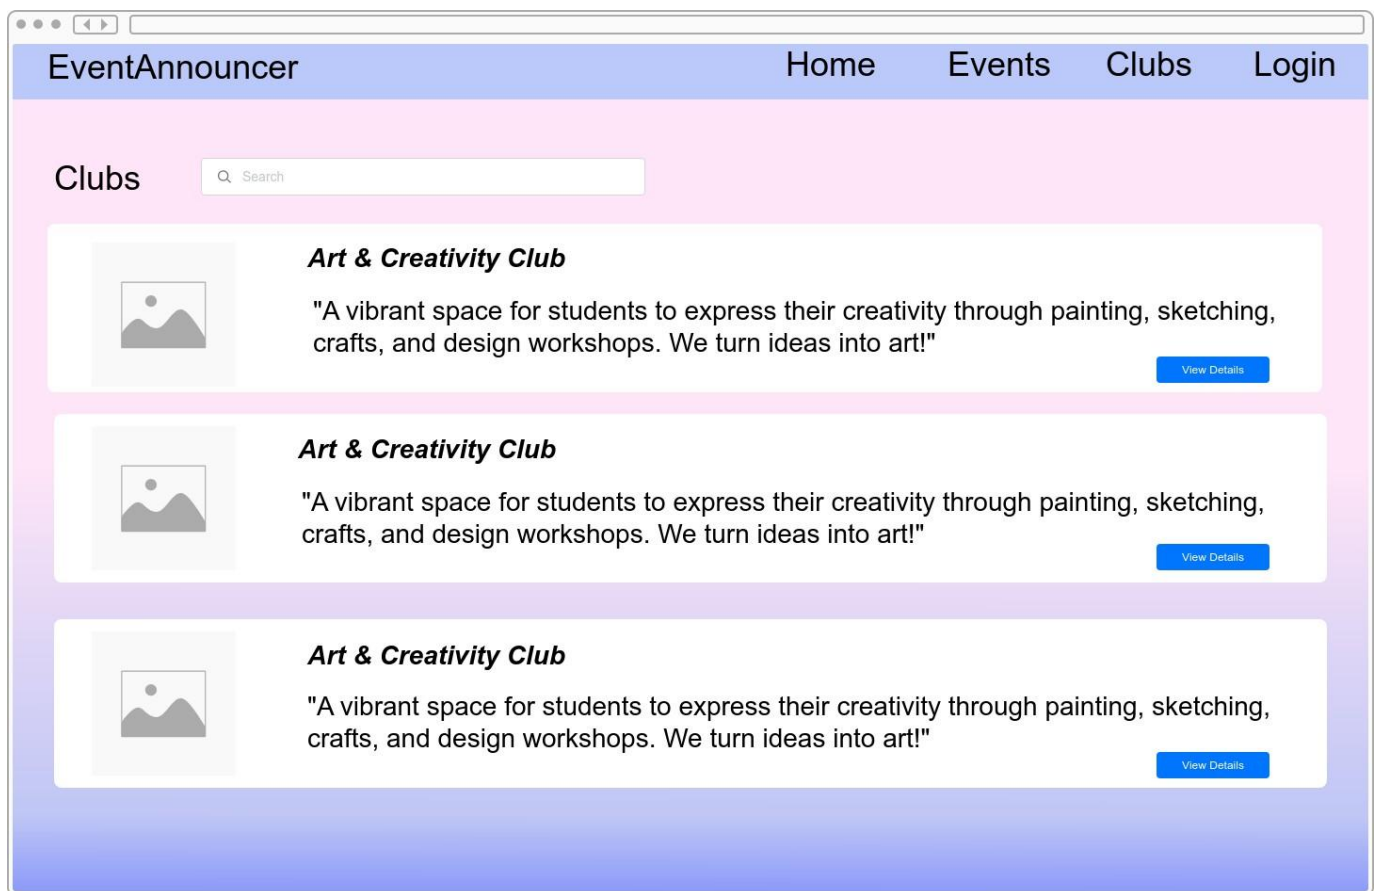 EventAnnouncer Home Events Clubs Login
Clubs Search
Art & Creativity Club
"A vibrant space for students to express their creativity through painting, sketching,
crafts, and design workshops. We turn ideas into art!"
View Details
Art & Creativity Club
"A vibrant space for students to express their creativity through painting, sketching,
crafts, and design workshops. We turn ideas into art!"
View Details
Art & Creativity Club
"A vibrant space for students to express their creativity through painting, sketching,
crafts, and design workshops. We turn ideas into art!"
View Details